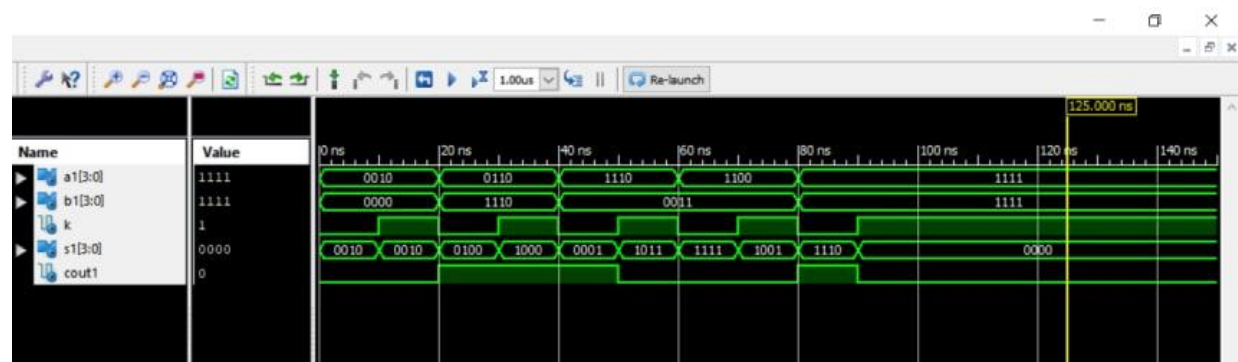 1.00us Re-launch
125.000 ns
Name Value 0 ns 20 ns 40 ns 60 ns 80 ns 100 ns 120 ns 140 ns
a1[3:0] 1111 0010 0110 1110 1100 1111
b1[3:0] 1111 0000 1110 0011 1111
k 1
s1[3:0] 0000 0010 0010 0100 1000 0001 1011 1111 1001 1110 0000
cout1 0